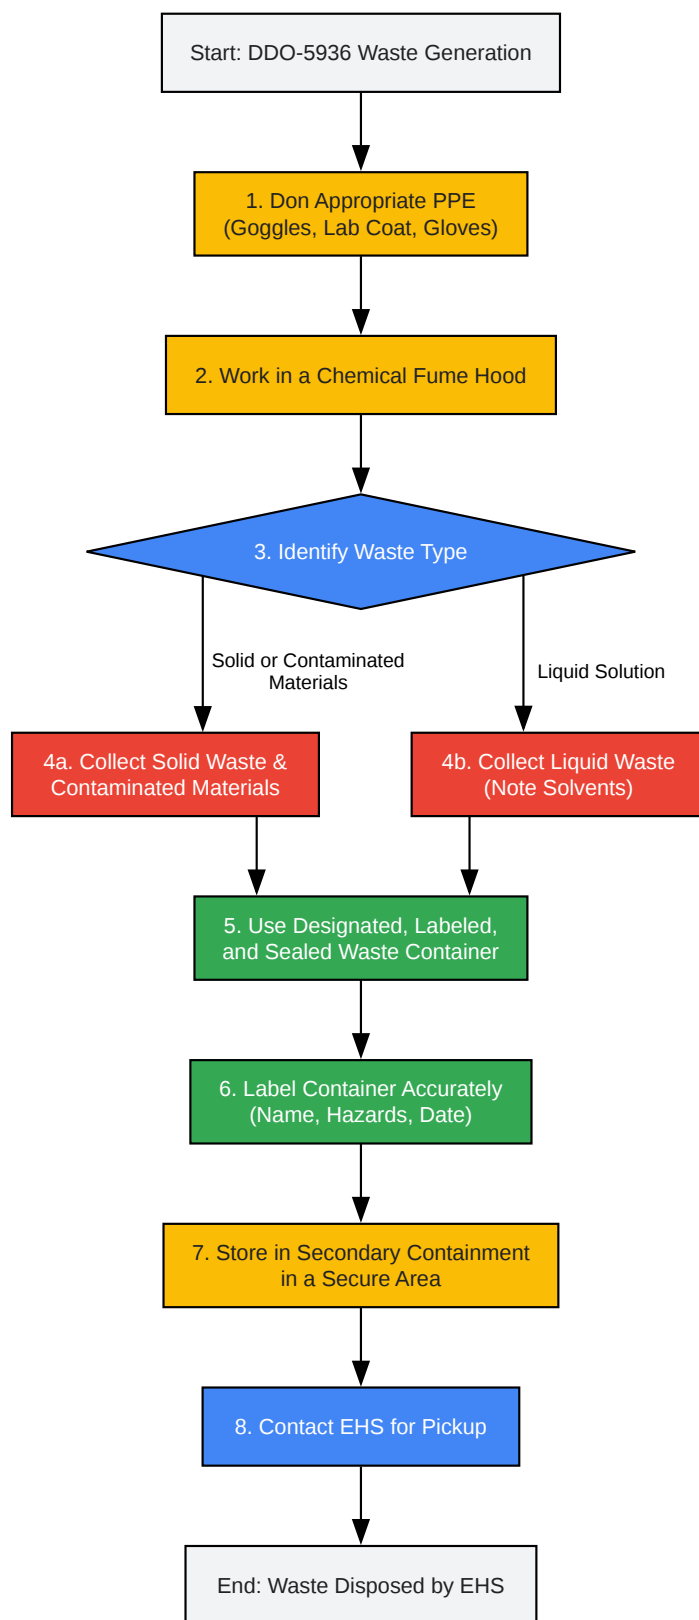 Start: DDO-5936 Waste Generation
1. Don Appropriate PPE
(Goggles, Lab Coat, Gloves)
2. Work in a Chemical Fume Hood
3. Identify Waste Type
Solid or Contaminated
Materials
Liquid Solution
4a. Collect Solid Waste &
Contaminated Materials
4b. Collect Liquid Waste
(Note Solvents)
5. Use Designated, Labeled,
and Sealed Waste Container
6. Label Container Accurately
(Name, Hazards, Date)
7. Store in Secondary Containment
in a Secure Area
8. Contact EHS for Pickup
End: Waste Disposed by EHS